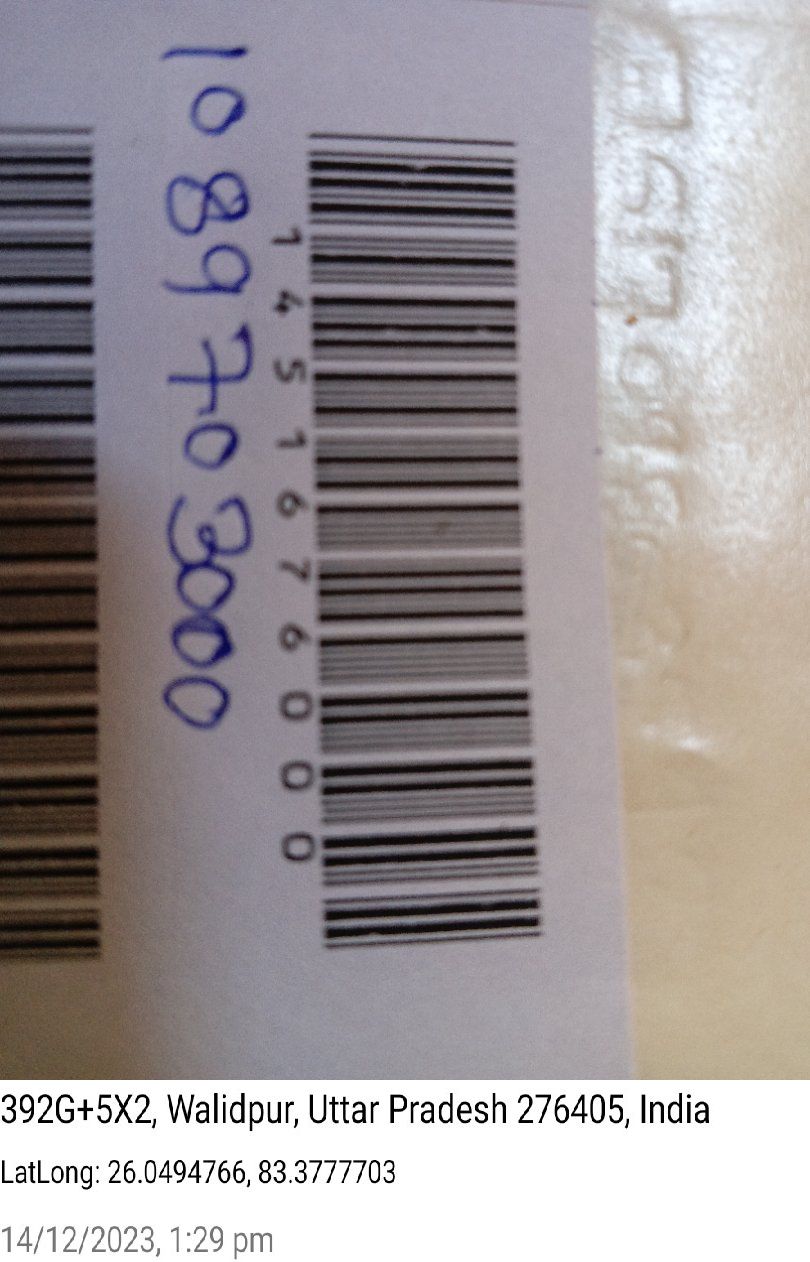 1089703000
1451676000
392G+5X2, Walidpur, Uttar Pradesh 276405, India
LatLong: 26.0494766, 83.3777703
14/12/2023, 1:29 pm